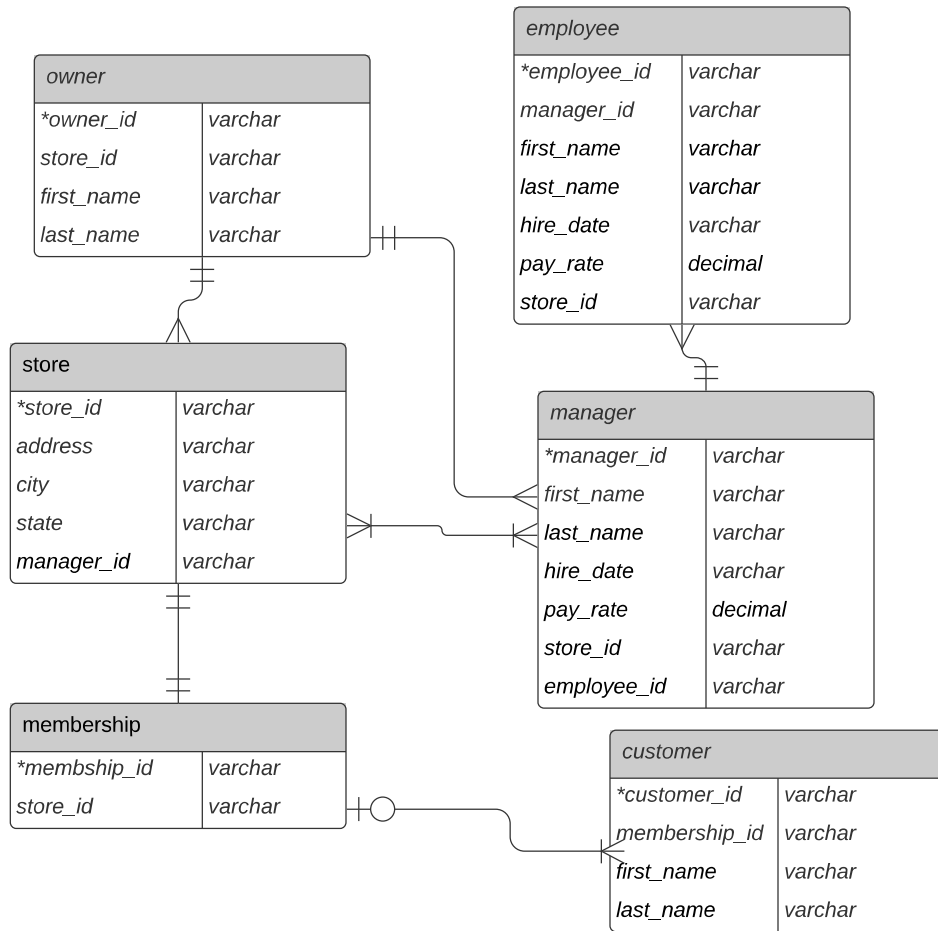 owner
*owner_id varchar
store_id varchar
first_name varchar
last_name varchar
employee
*employee_id varchar
manager_id varchar
first_name varchar
last_name varchar
hire_date varchar
pay_rate decimal
store_id varchar
store
*store_id varchar
address varchar
city varchar
state varchar
manager_id varchar
manager
*manager_id varchar
first_name varchar
last_name varchar
hire_date varchar
pay_rate decimal
store_id varchar
employee_id varchar
membership
*membship_id varchar
store_id varchar
customer
*customer_id varchar
membership_id varchar
first_name varchar
last_name varchar